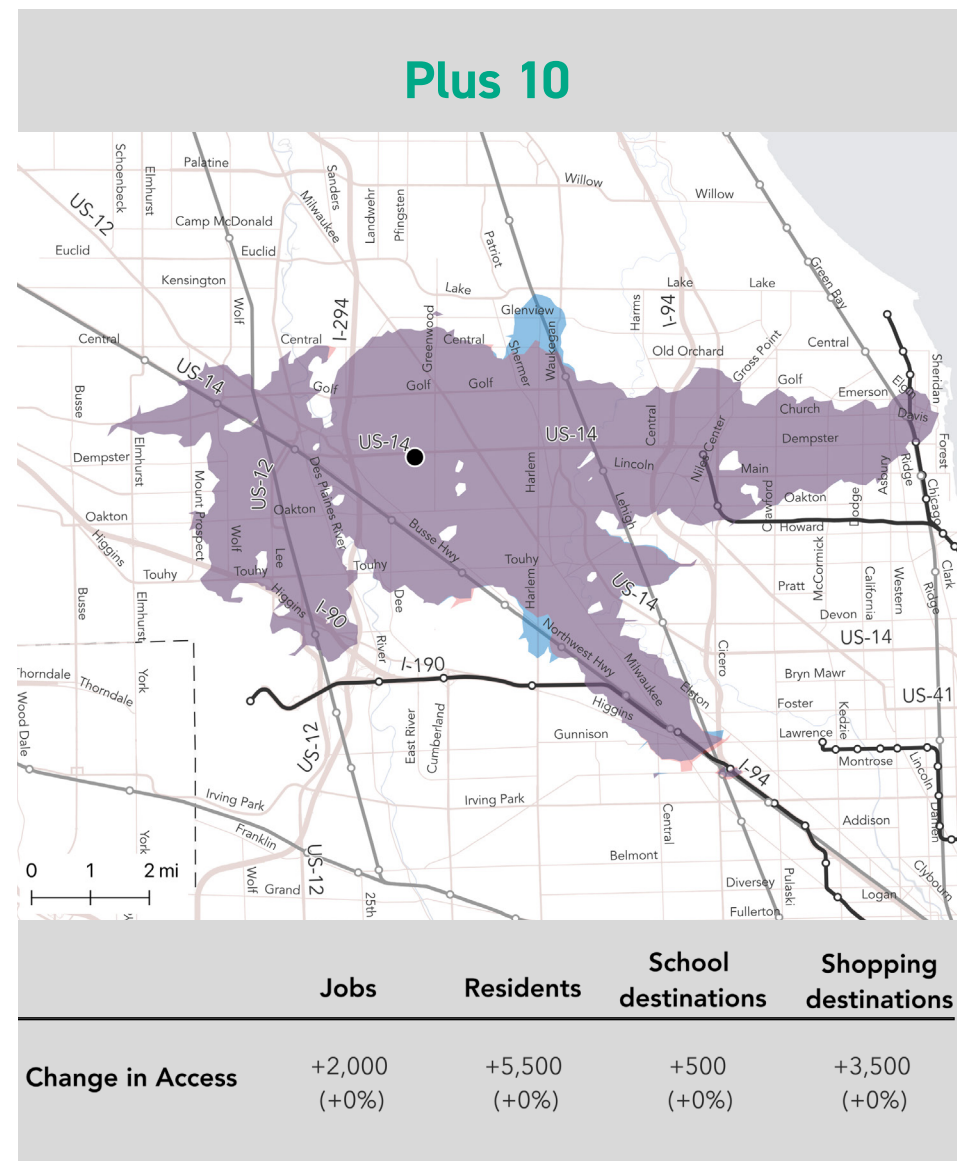 Plus 10
Schoenbeck
Elmhurst
Palatine
Sanders
Milwaukee
Landwehr
Pfingsten
Willow
Willow
US-12
Camp McDonald
Euclid
Euclid
Patriot
Kensington
Wolf
I-294
Lake
Lake
Lake
Green Bay
Glenview
Harms
I-94
Central
Central
Greenwood
Central
Shermer
Waukegan
Old Orchard
Gross Point
Central
Sheridan
US-14
Golf
Golf
Golf
Golf
Emerson
Elgin
Busse
Church
Davis
US-14
US-14
Central
Dempster
Niles Center
Forest
Dempster
Elmhurst
Mount Prospect
US-12
Des Plaines River
Harlem
Lincoln
Main
Crawford
Oakton
Dodge
Asbury
Ridge
Chicago
Oakton
Oakton
Lehigh
Howard
Higgins
Wolf
Lee
Busse Hwy
Touhy
Touhy
Touhy
Touhy
Higgins
Dee
Harlem
US-14
Pratt
McCormick
California
Western
Ridge
Clark
Busse
Elmhurst
I-90
Devon
River
Northwest Hwy
Milwaukee
Cicero
US-14
Thorndale
Thorndale
York
I-190
Elston
Bryn Mawr
US-41
Wood Dale
East River
Cumberland
Higgins
Foster
Kedzie
US-12
Gunnison
Lawrence
Montrose
Lincoln
I-94
Irving Park
Irving Park
Central
Addison
Damen
York
Franklin
Belmont
0 1 2 mi
Wolf
Grand
US-12
25th
Diversey
Pulaski
Logan
Clybourn
Fullerton
Jobs Residents School destinations Shopping destinations
Change in Access +2,000 +5,500 +500 +3,500
(+0%) (+0%) (+0%) (+0%)